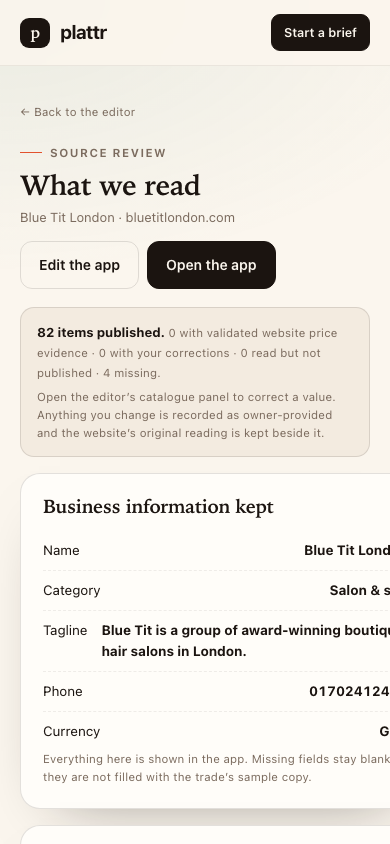 p plattr
Start a brief
← Back to the editor
SOURCE REVIEW
What we read
Blue Tit London · bluetitlondon.com
Edit the app
Open the app
82 items published. 0 with validated website price
evidence · 0 with your corrections · 0 read but not
published · 4 missing.
Open the editor's catalogue panel to correct a value.
Anything you change is recorded as owner-provided
and the website's original reading is kept beside it.
Business information kept
Name Blue Tit Lond
Category Salon & s
Tagline Blue Tit is a group of award-winning boutiqu
hair salons in London.
Phone 017024124
Currency G
Everything here is shown in the app. Missing fields stay blank
they are not filled with the trade's sample copy.